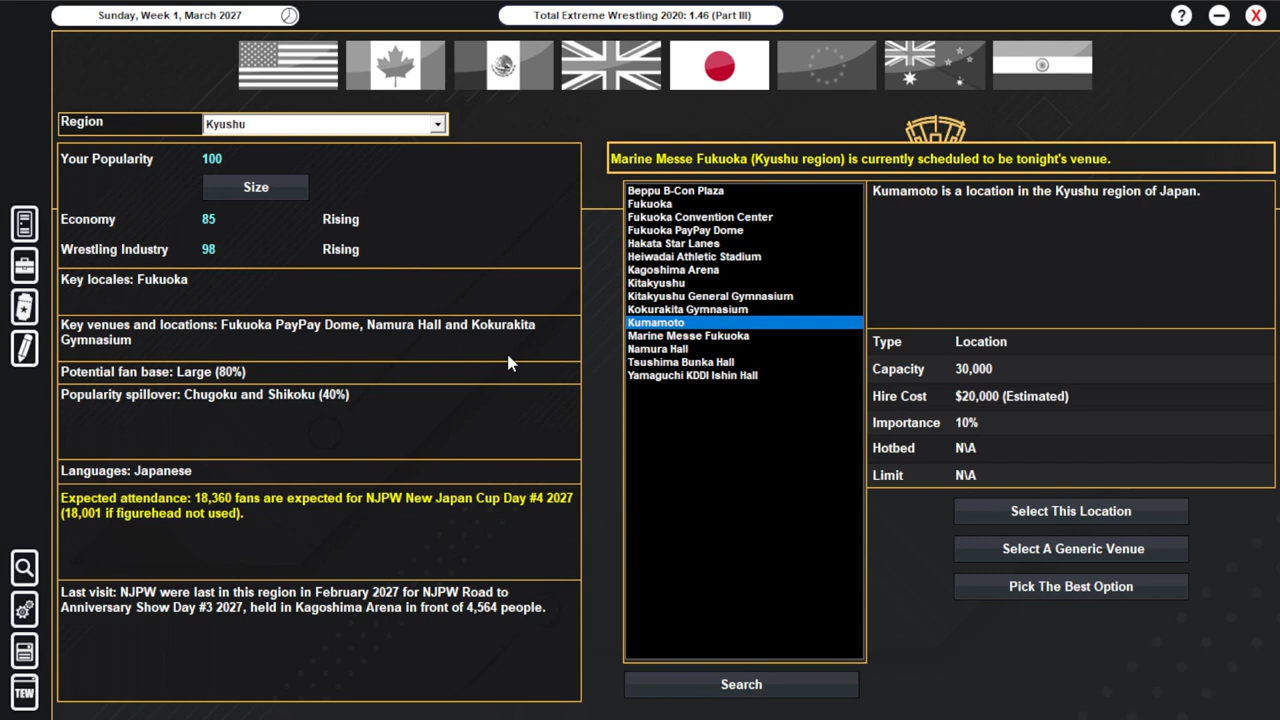 Sunday, Week 1, March 2027
Total Extreme Wrestling 2020: 1.46 (Part III)
?
X
Region
Kyushu
Your Popularity 100
Size
Economy 85 Rising
Wrestling Industry 98 Rising
Key locales: Fukuoka
Key venues and locations: Fukuoka PayPay Dome, Namura Hall and Kokurakita
Gymnasium
Potential fan base: Large (80%)
Popularity spillover: Chugoku and Shikoku (40%)
Languages: Japanese
Expected attendance: 18,360 fans are expected for NJPW New Japan Cup Day #4 2027
(18,001 if figurehead not used).
Last visit: NJPW were last in this region in February 2027 for NJPW Road to
Anniversary Show Day #3 2027, held in Kagoshima Arena in front of 4,564 people.
TEW
Marine Messe Fukuoka (Kyushu region) is currently scheduled to be tonight's venue.
Beppu B-Con Plaza
Fukuoka
Fukuoka Convention Center
Fukuoka PayPay Dome
Hakata Star Lanes
Heiwadai Athletic Stadium
Kagoshima Arena
Kitakyushu
Kitakyushu General Gymnasium
Kokurakita Gymnasium
Kumamoto
Marine Messe Fukuoka
Namura Hall
Tsushima Bunka Hall
Yamaguchi KDDI Ishin Hall
Search
Kumamoto is a location in the Kyushu region of Japan.
Type Location
Capacity 30,000
Hire Cost $20,000 (Estimated)
Importance 10%
Hotbed N\A
Limit N\A
Select This Location
Select A Generic Venue
Pick The Best Option